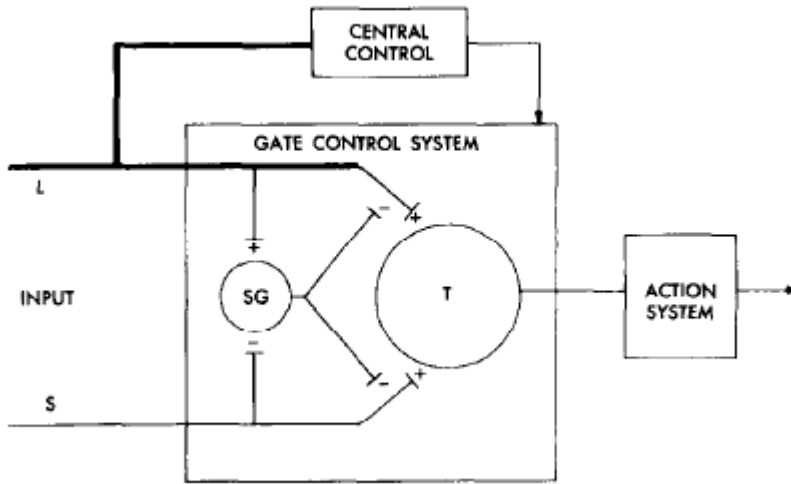 CENTRAL
CONTROL
GATE CONTROL SYSTEM
L
+
-
+
SG
T
INPUT
ACTION
SYSTEM
-
-
+
S